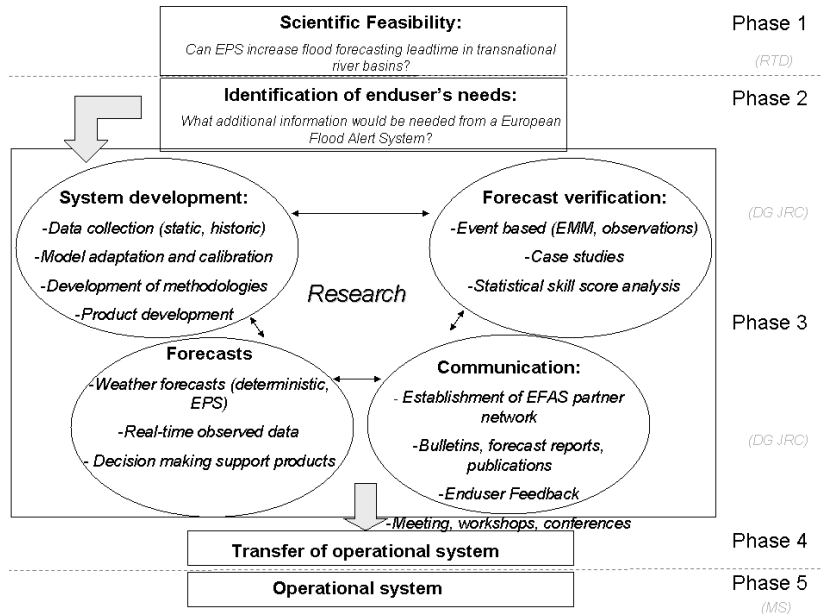 Scientific Feasibility:
Can EPS increase flood forecasting leadtime in transnational
river basins?
Phase 1
(RTD)
Identification of enduser's needs:
What additional information would be needed from a European
Flood Alert System?
Phase 2
(DG JRC)
System development:
-Data collection (static, historic)
-Model adaptation and calibration
-Development of methodologies
-Product development
Forecast verification:
-Event based (EMM, observations)
-Case studies
-Statistical skill score analysis
Research
Phase 3
Forecasts
-Weather forecasts (deterministic,
EPS)
-Real-time observed data
- Decision making support products
Communication:
- Establishment of EFAS partner
network
-Bulletins, forecast reports,
publications
-Enduser Feedback
-Meeting, workshops, conferences
(DG JRC)
Transfer of operational system
Phase 4
Operational system
Phase 5
(MS)